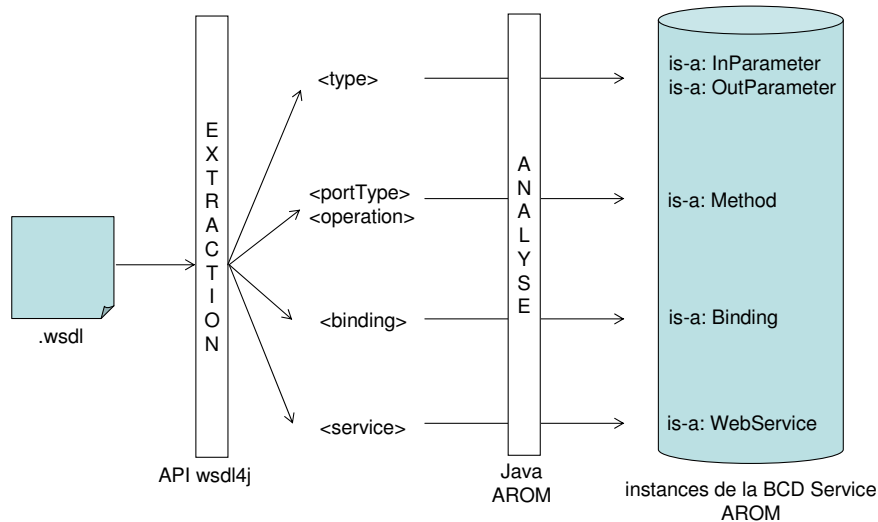 .wsdl
EXTRACTION
API wsdl4j
<type>
<portType>
<operation>
<binding>
<service>
ANALYSE
Java
AROM
is-a: InParameter
is-a: OutParameter
is-a: Method
is-a: Binding
is-a: WebService
instances de la BCD Service
AROM